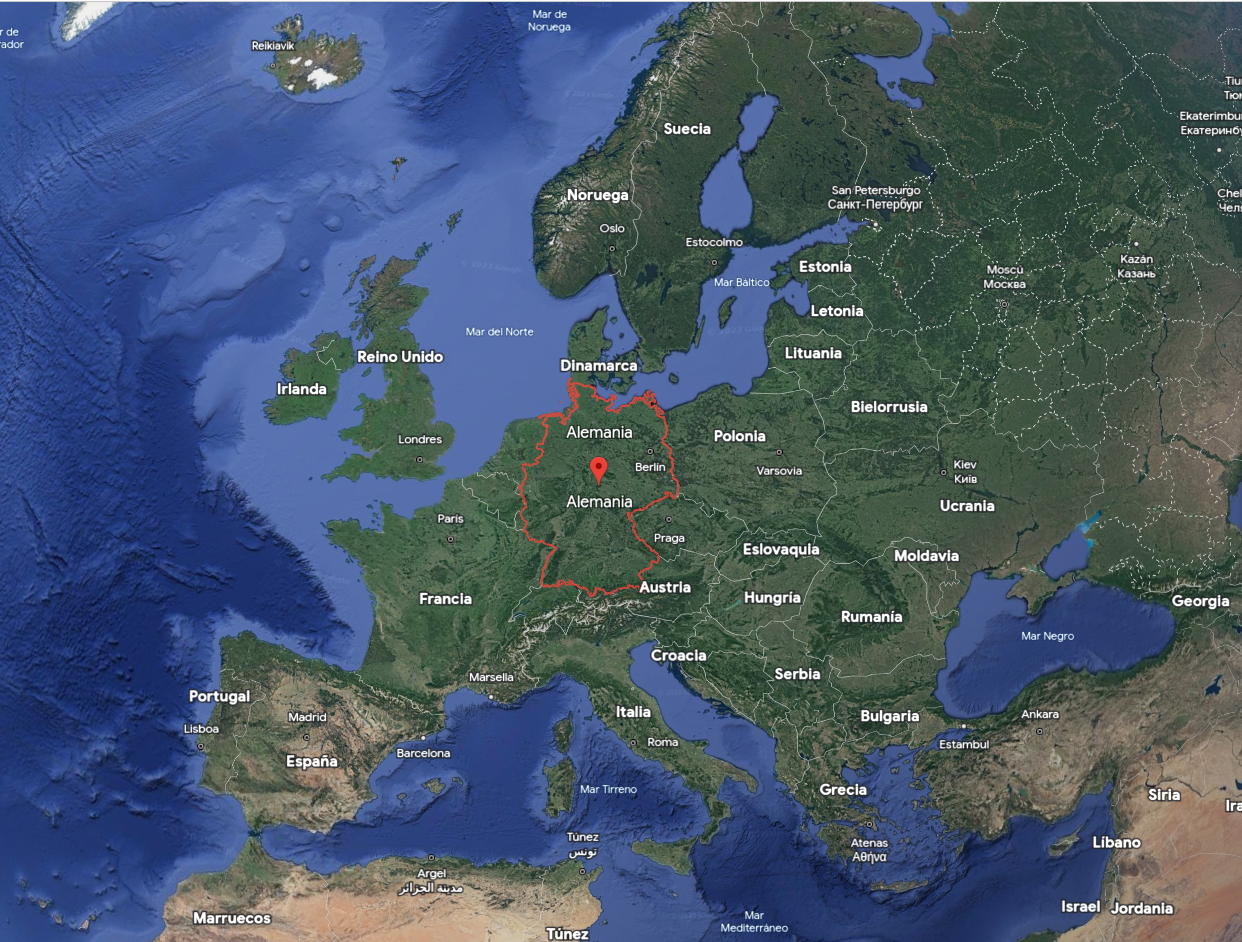 Mar de
Noruega
r de
rador
Reikiavik
Suecia
Tiu
Тюм
Ekaterimbur
Екатеринбу
Noruega
San Petersburgo
Санкт-Петербург
Chel
Челя
Oslo
Estocolmo
Kazán
Казань
Estonia
Moscú
Москва
Mar Báltico
Letonia
Mar del Norte
Reino Unido
Lituania
Dinamarca
Irlanda
Bielorrusia
Alemania
Polonia
Londres
Berlín
Varsovia
Kiev
Київ
Alemania
Ucrania
París
Praga
Eslovaquia
Moldavia
Austria
Francia
Hungría
Georgia
Rumanía
Mar Negro
Croacia
Marsella
Serbia
Portugal
Italia
Madrid
Bulgaria
Ankara
Lisboa
Roma
Estambul
Barcelona
España
Mar Tirreno
Grecia
Siria
Ira
Túnez
تونس
Atenas
Αθήνα
Líbano
Argel
مدينة الجزائر
Israel
Jordania
Marruecos
Mar
Mediterráneo
Túnez